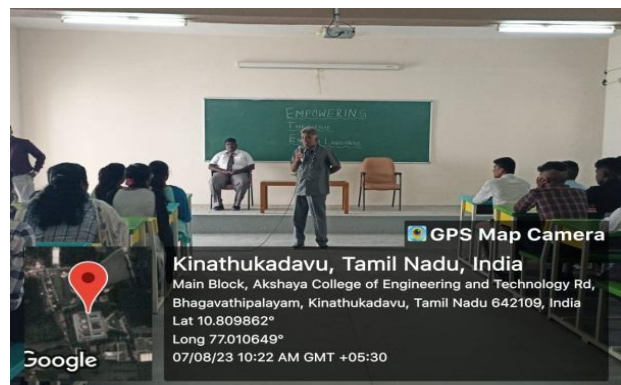 EMPOWERING
THROUGH
GPS Map Camera
Kinathukadavu, Tamil Nadu, India
Main Block, Akshaya College of Engineering and Technology Rd,
Bhagavathipalayam, Kinathukadavu, Tamil Nadu 642109, India
Lat 10.809862°
Long 77.010649°
07/08/23 10:22 AM GMT +05:30
Google